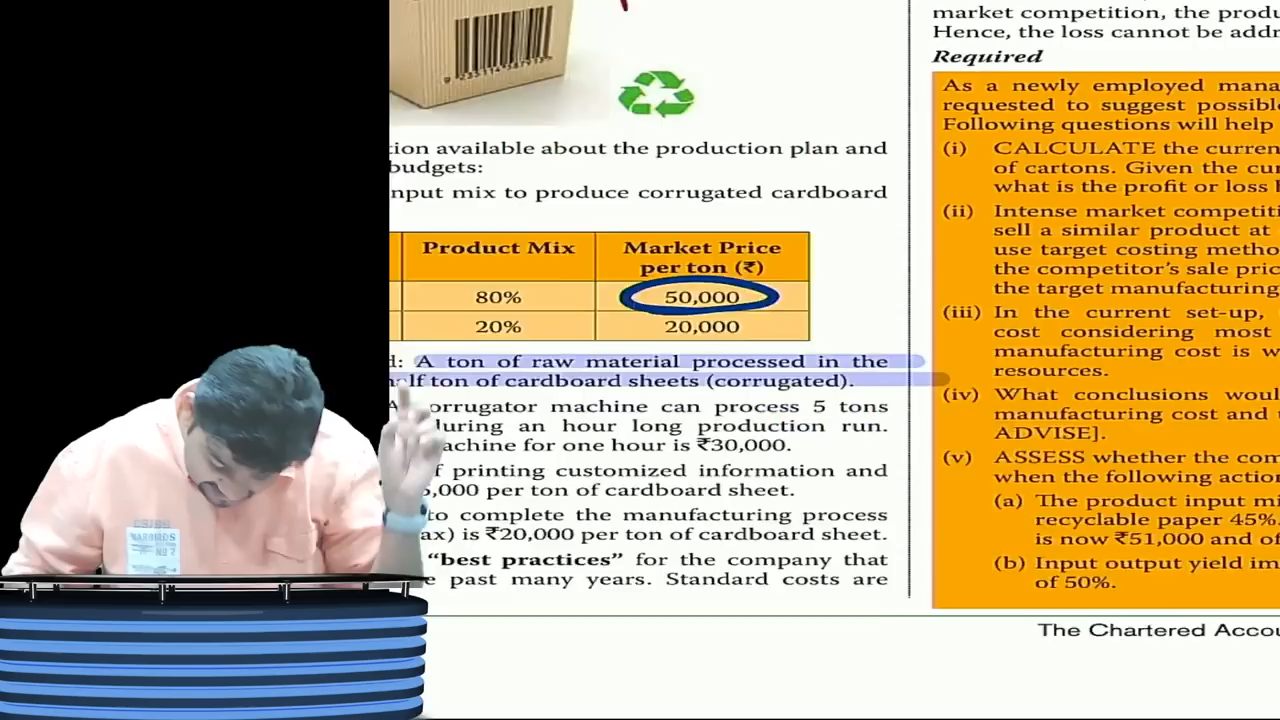 tion available about the production plan and
budgets:
nput mix to produce corrugated cardboard
Product Mix
Market Price
per ton (₹)
80%
50,000
20%
20,000
d: A ton of raw material processed in the
half ton of cardboard sheets (corrugated).
orrugator machine can process 5 tons
during an hour long production run.
achine for one hour is ₹30,000.
f printing customized information and
5,000 per ton of cardboard sheet.
to complete the manufacturing process
ax) is ₹20,000 per ton of cardboard sheet.
"best practices" for the company that
e past many years. Standard costs are
market competition, the produ
Hence, the loss cannot be addr
Required
As a newly employed mana
requested to suggest possible
Following questions will help
(i) CALCULATE the current
of cartons. Given the cu
what is the profit or loss
(ii) Intense market competiti
sell a similar product at
use target costing metho
the competitor's sale pric
the target manufacturing
(iii) In the current set-up,
cost considering most
manufacturing cost is w
resources.
(iv) What conclusions woul
manufacturing cost and
ADVISE].
(v) ASSESS whether the com
when the following action
(a) The product input mi
recyclable paper 45%,
is now ₹51,000 and of
(b) Input output yield im
of 50%.
The Chartered Accou